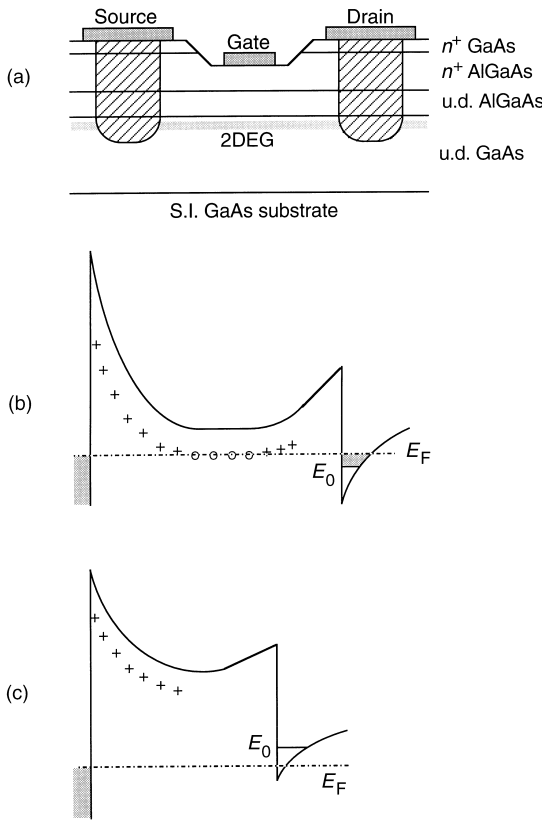 Source Drain
Gate
n+ GaAs
(a)
n+ AlGaAs
u.d. AlGaAs
2DEG
u.d. GaAs
S.I. GaAs substrate
(b)
EF
E0
(c)
E0
EF